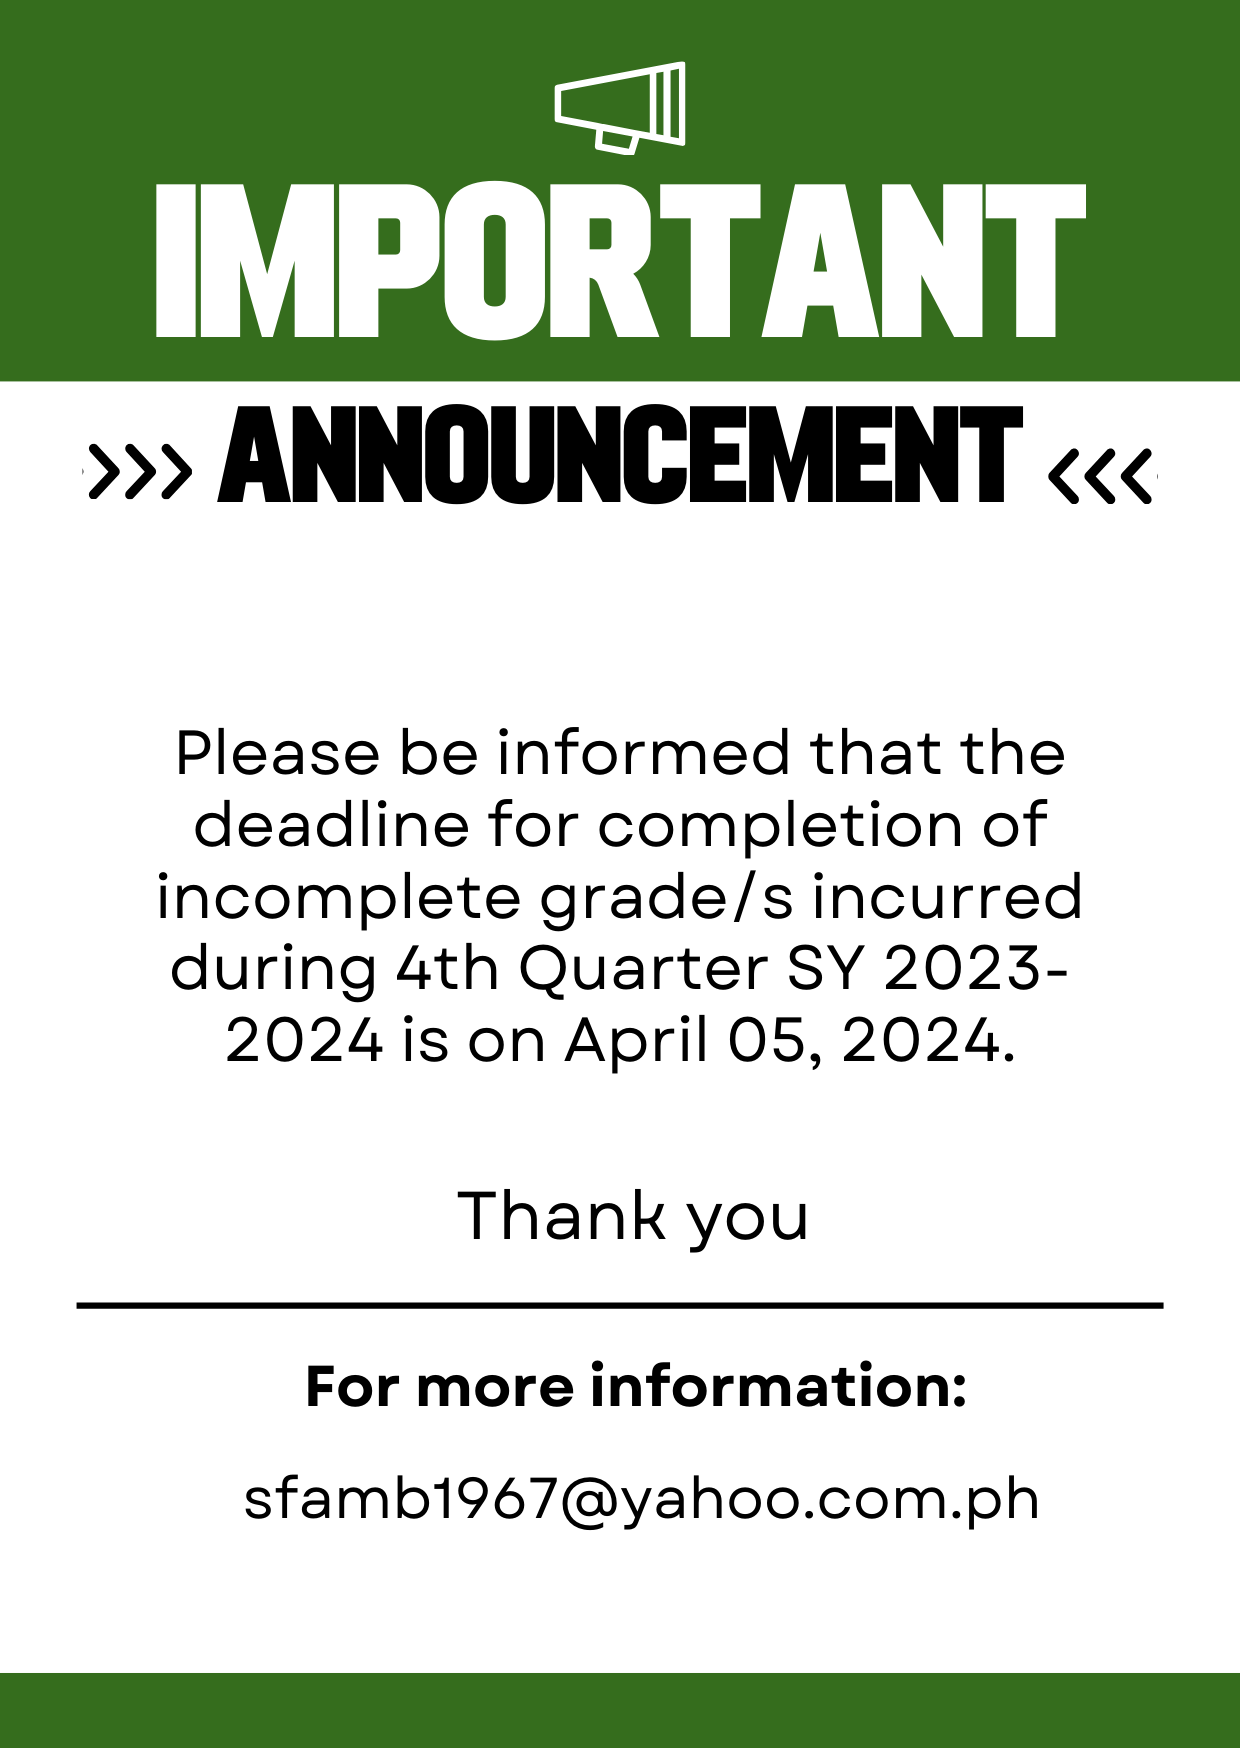 IMPORTANT
ANNOUNCEMENT
Please be informed that the
deadline for completion of
incomplete grade/s incurred
during 4th Quarter SY 2023-
2024 is on April 05, 2024.
Thank you
For more information:
sfamb1967@yahoo.com.ph